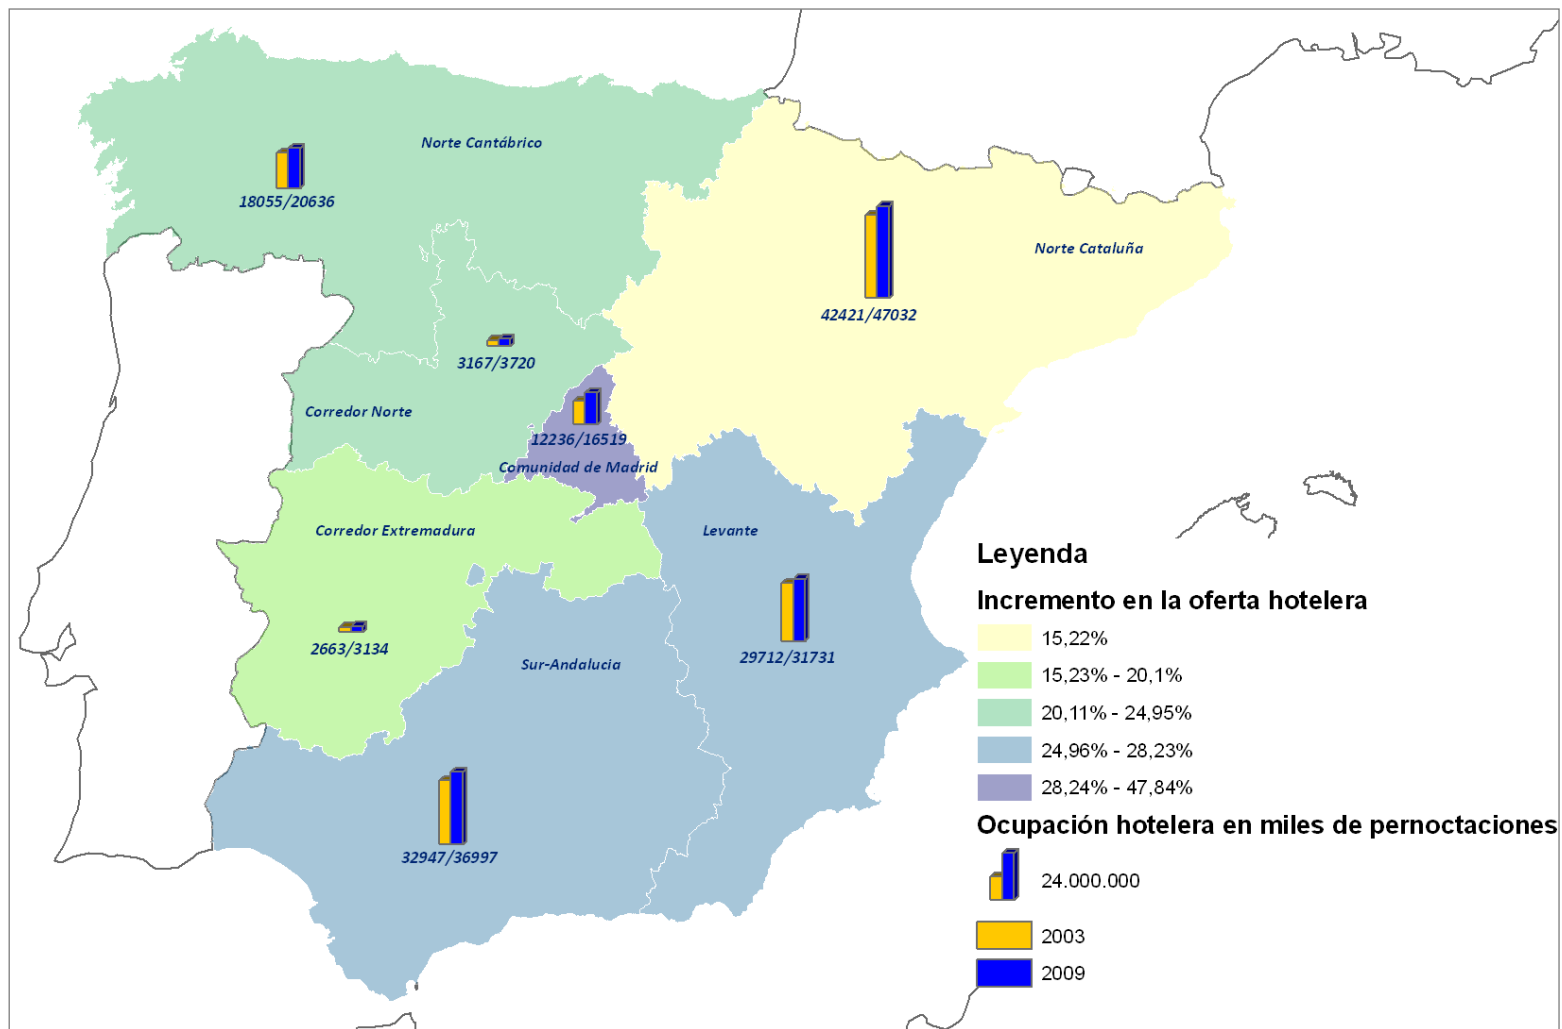 Norte Cantábrico
18055/20636
Norte Cataluña
42421/47032
3167/3720
Corredor Norte
12236/16519
Comunidad de Madrid
Corredor Extremadura
Levante
2663/3134
Sur-Andalucia
29712/31731
32947/36997
Leyenda
Incremento en la oferta hotelera
15,22%
15,23% - 20,1%
20,11% - 24,95%
24,96% - 28,23%
28,24% - 47,84%
Ocupación hotelera en miles de pernoctaciones
24.000.000
2003
2009